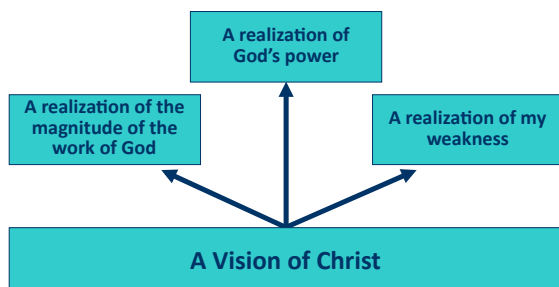 A realization of
God's power
A realization of the
magnitude of the
work of God
A realization of my
weakness
A Vision of Christ